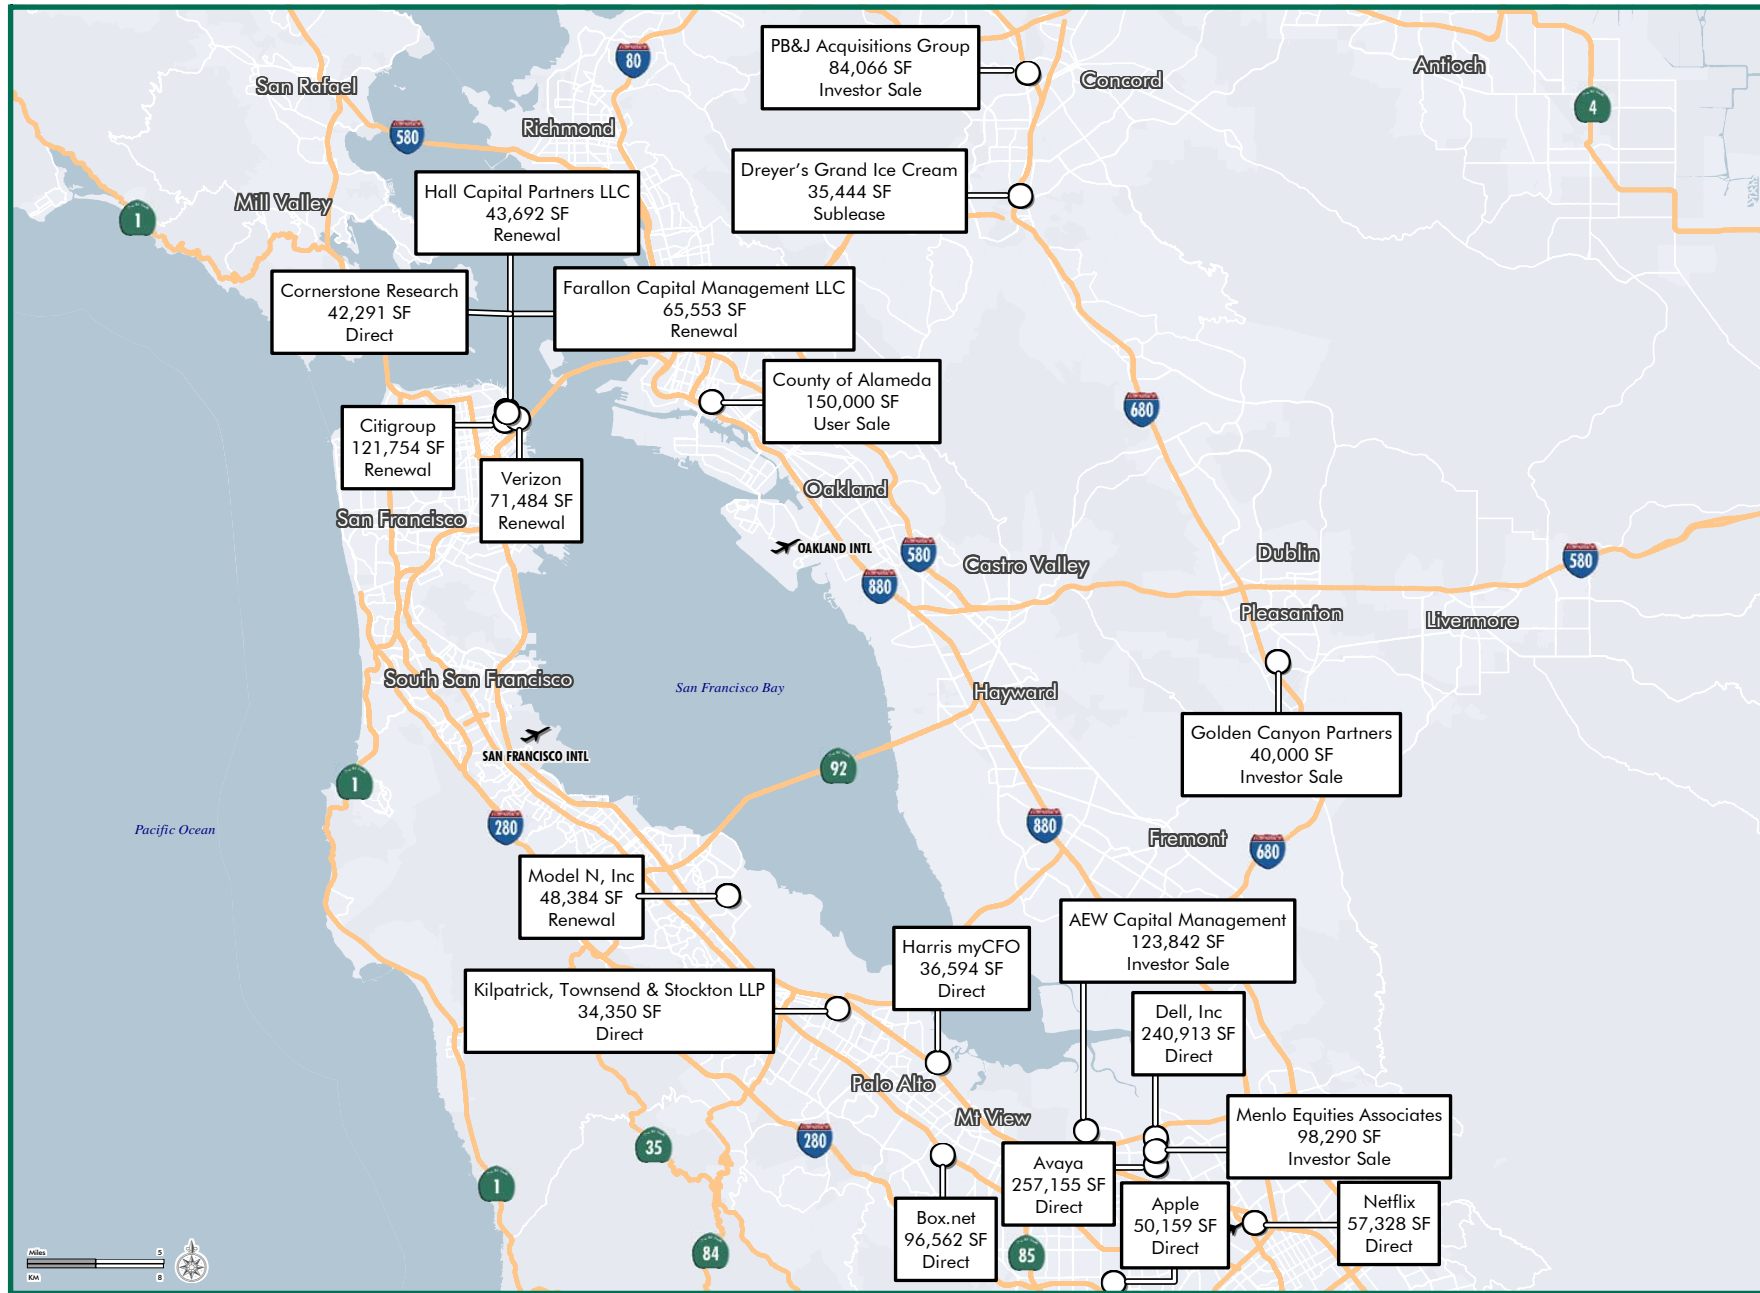 PB&J Acquisitions Group
84,066 SF
Investor Sale
80
Concord
Antioch
San Rafael
4
Richmond
580
Dreyer's Grand Ice Cream
35,444 SF
Sublease
Hall Capital Partners LLC
43,692 SF
Renewal
Mill Valley
1
Cornerstone Research
42,291 SF
Direct
Farallon Capital Management LLC
65,553 SF
Renewal
County of Alameda
150,000 SF
User Sale
680
Citigroup
121,754 SF
Renewal
Verizon
71,484 SF
Renewal
Oakland
San Francisco
OAKLAND INTL
580
880
Castro Valley
Dublin
580
Pleasanton
Livermore
South San Francisco
San Francisco Bay
Hayward
Golden Canyon Partners
40,000 SF
Investor Sale
SAN FRANCISCO INTL
92
1
Pacific Ocean
280
880
Fremont
680
Model N, Inc
48,384 SF
Renewal
AEW Capital Management
123,842 SF
Investor Sale
Harris myCFO
36,594 SF
Direct
Kilpatrick, Townsend & Stockton LLP
34,350 SF
Direct
Dell, Inc
240,913 SF
Direct
Palo Alto
Mt View
Menlo Equities Associates
98,290 SF
Investor Sale
35
280
Avaya
257,155 SF
Direct
1
Apple
50,159 SF
Direct
Netflix
57,328 SF
Direct
Box.net
96,562 SF
Direct
84
85
Miles 5
KM 8